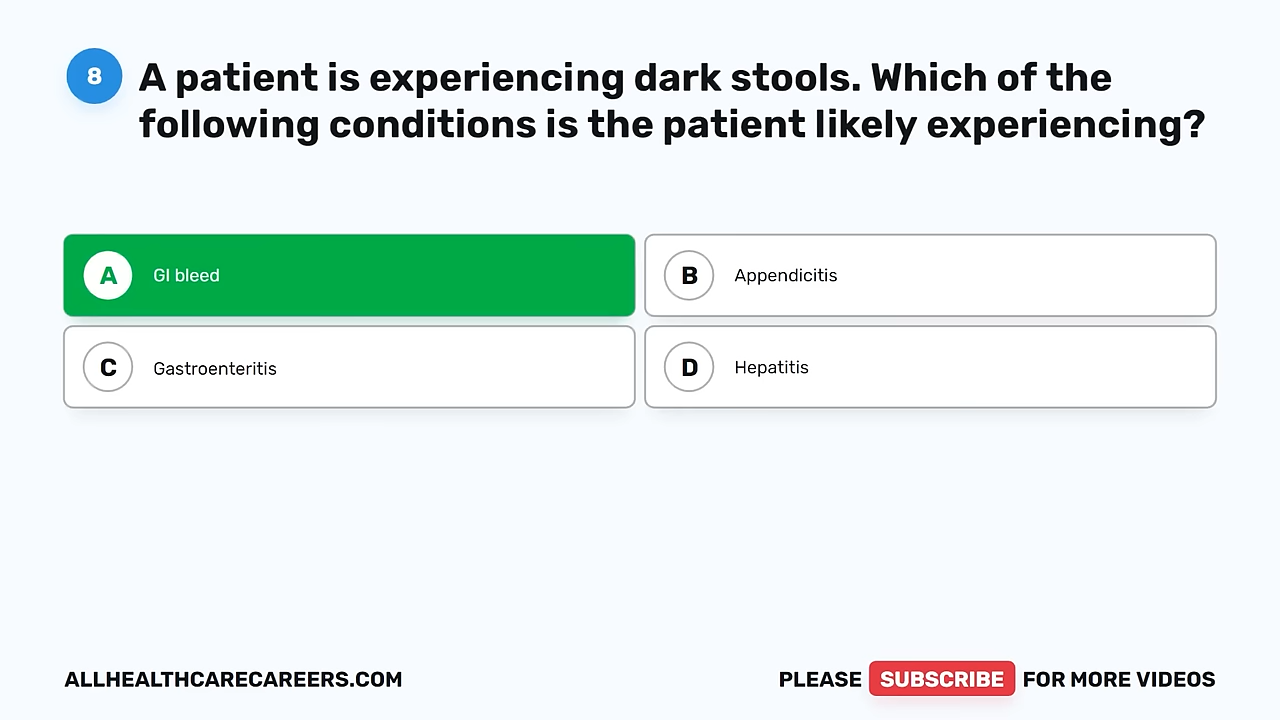 8
A patient is experiencing dark stools. Which of the
following conditions is the patient likely experiencing?
A GI bleed
B Appendicitis
C Gastroenteritis
D Hepatitis
ALLHEALTHCARECAREERS.COM
PLEASE SUBSCRIBE FOR MORE VIDEOS